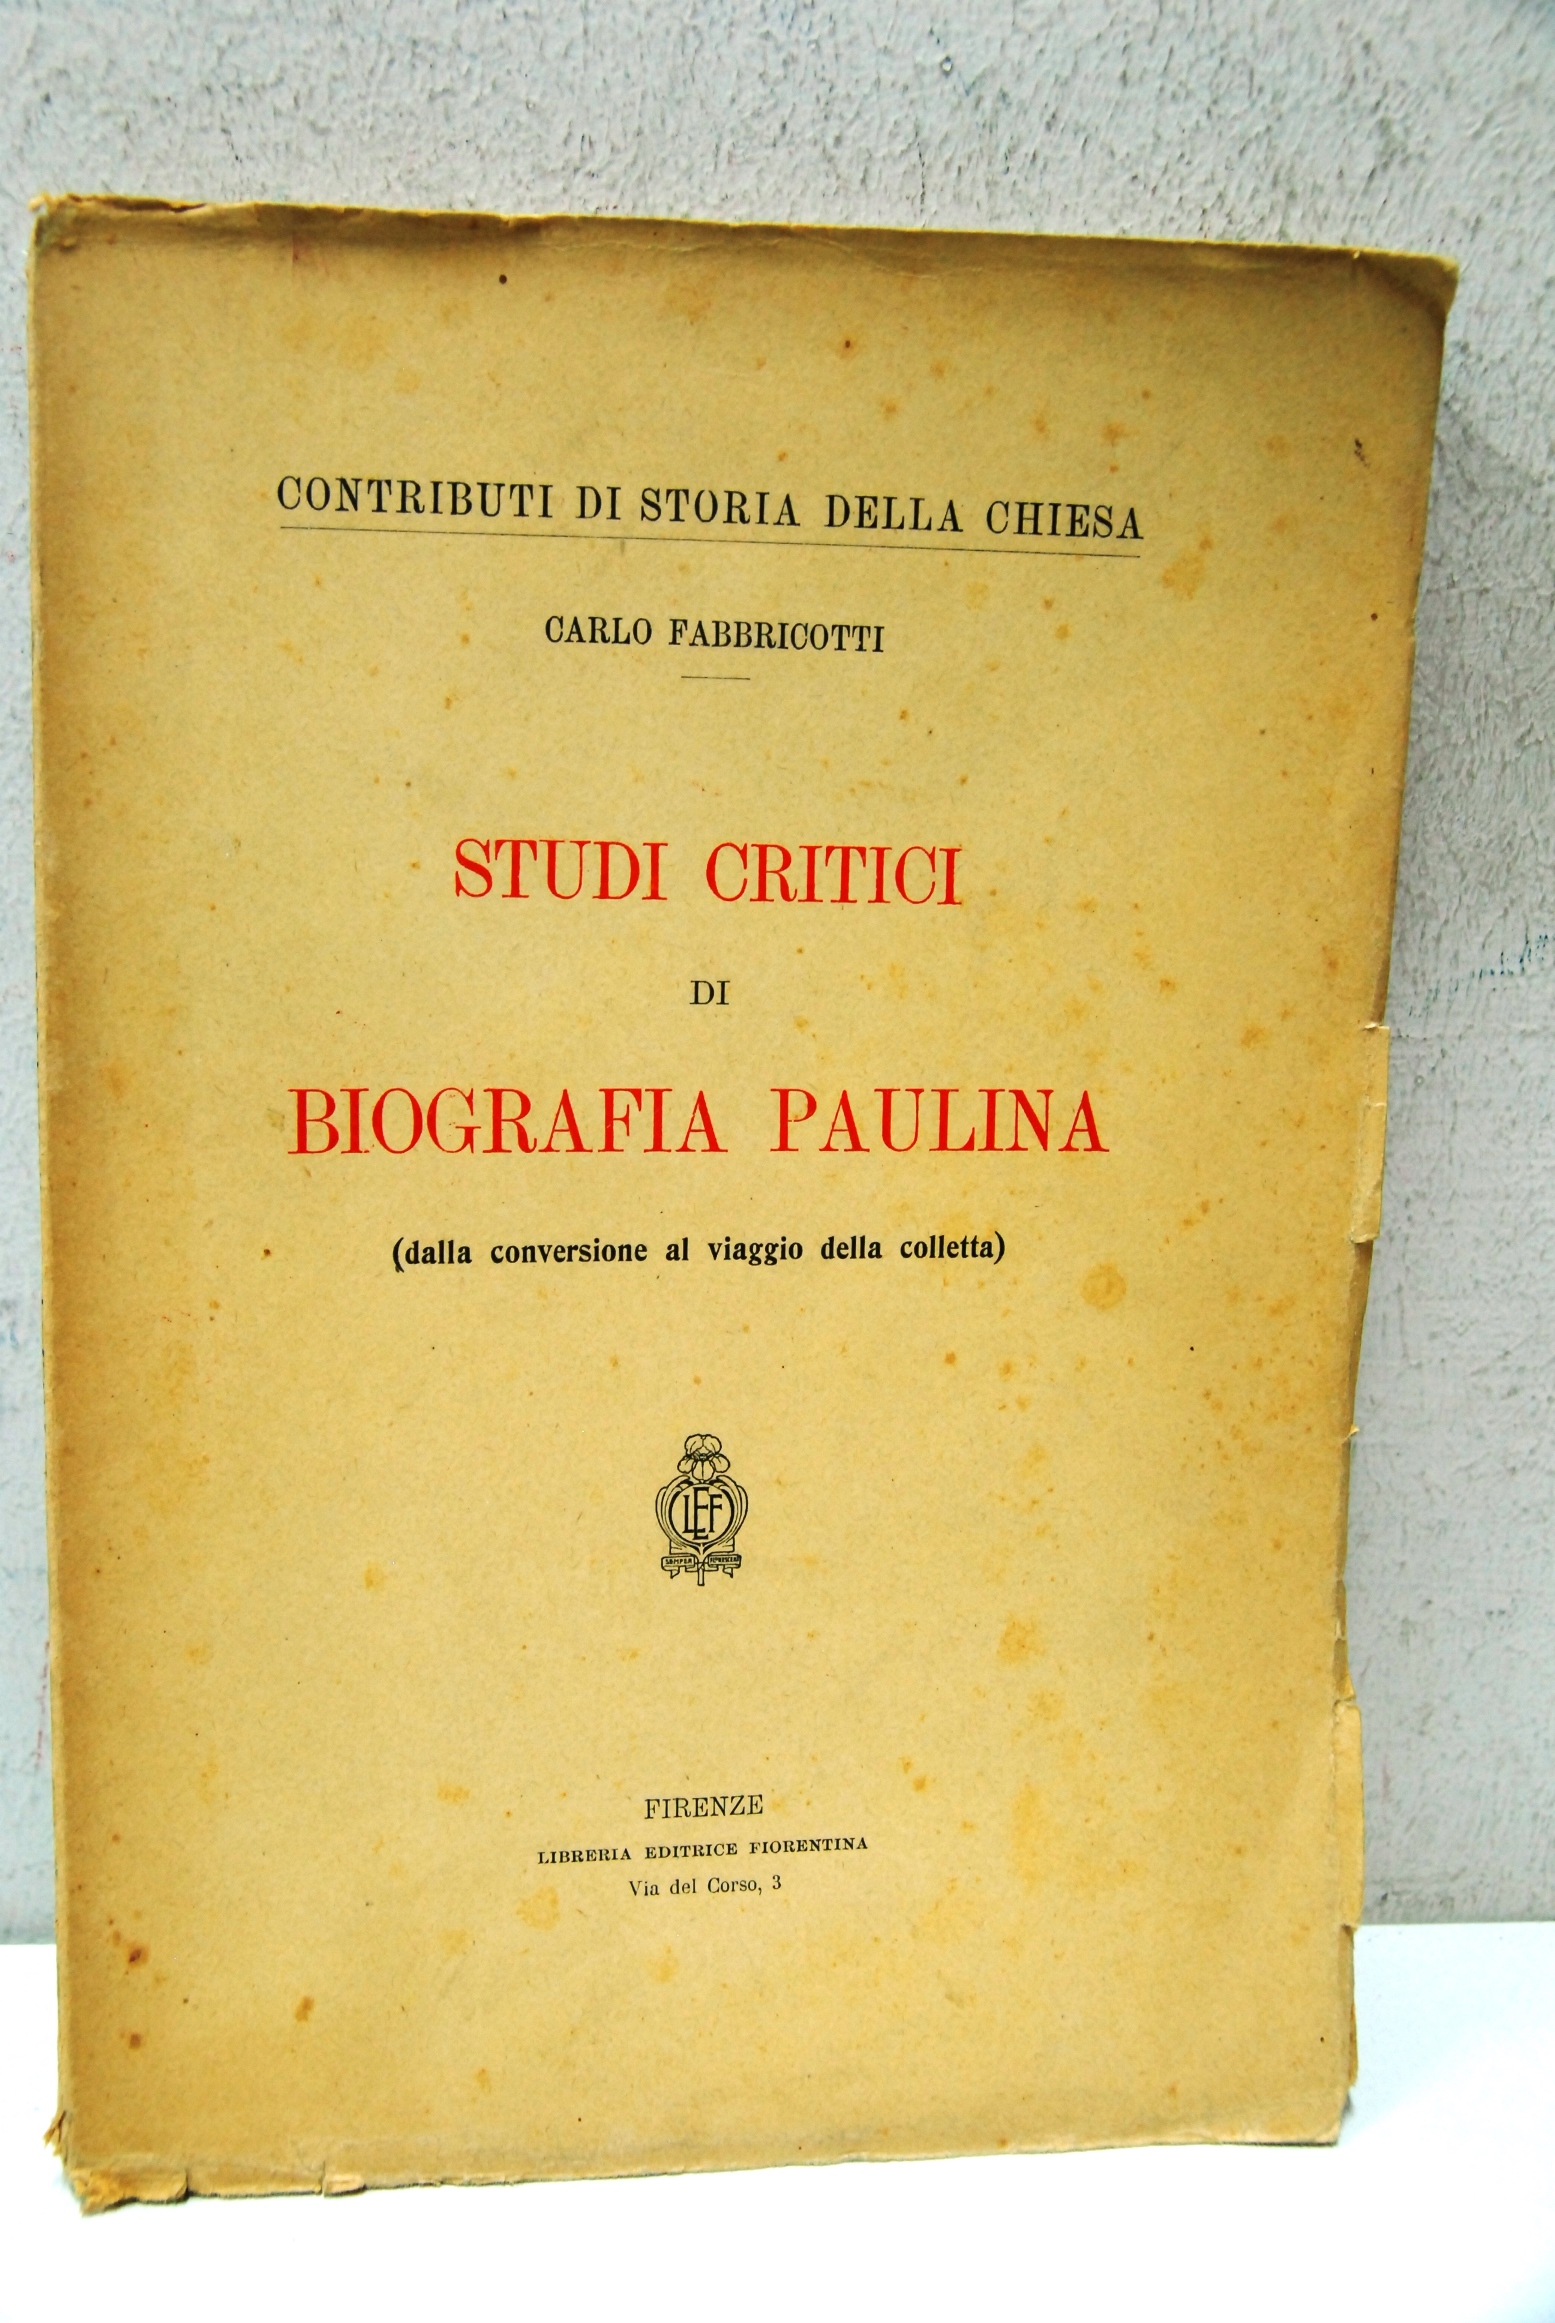 CONTRIBUTI DI STORIA DELLA CHIESA
CARLO FABBRICOTTI
STUDI CRITICI
DI
BIOGRAFIA PAULINA
(dalla conversione al viaggio della colletta)
LEF
SEMPER
FIRENZE
LIBRERIA EDITRICE FIORENTINA
Via del Corso, 3